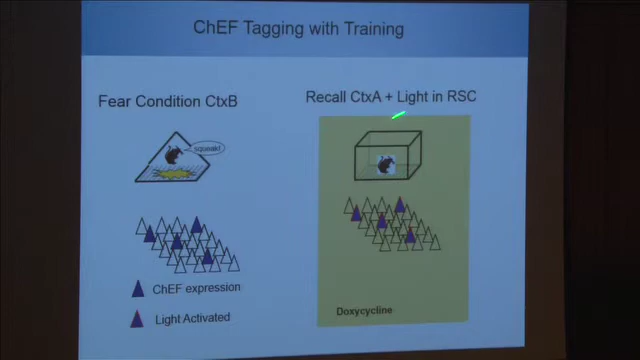 ChEF Tagging with Training
Fear Condition CtxB
Recall CtxA + Light in RSC
squeak!
ChEF expression
Light Activated
Doxycycline